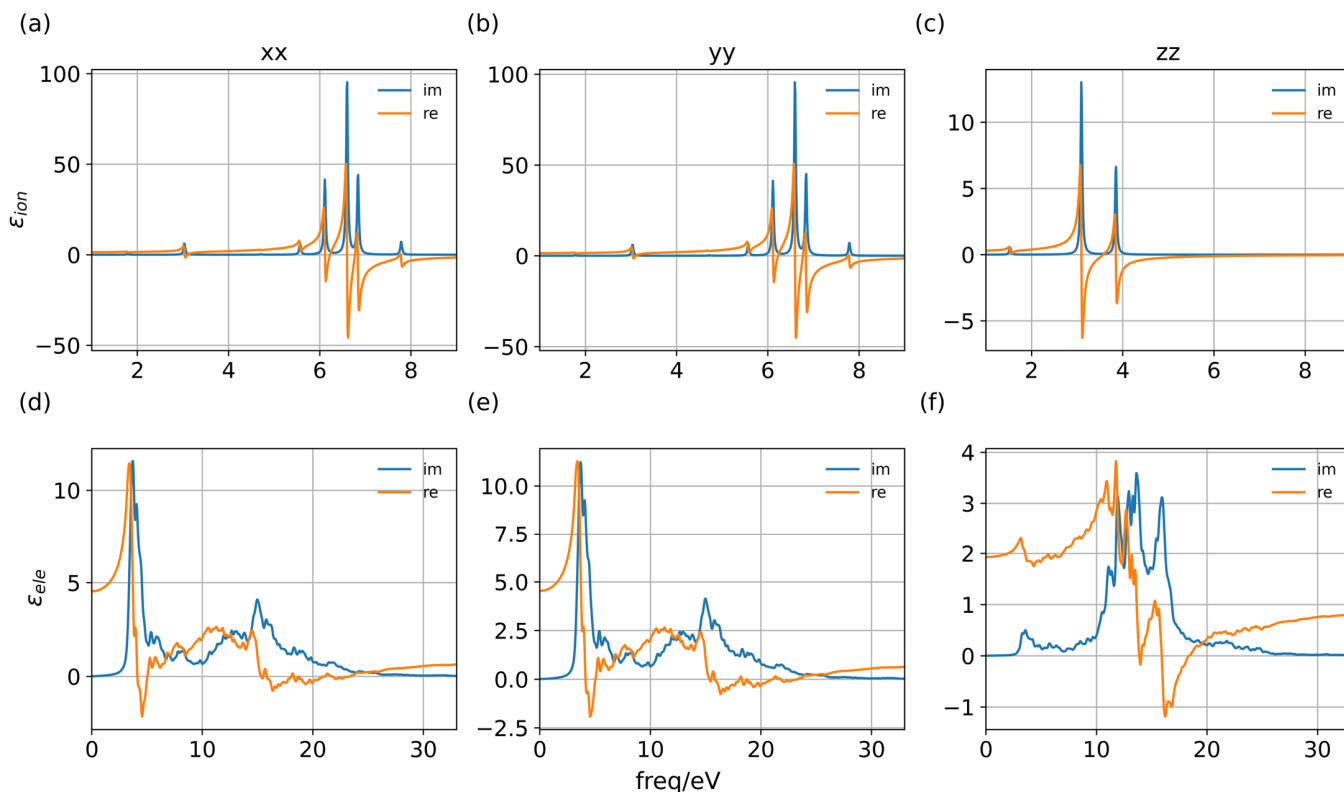 (a)
(b)
(c)
xx
yy
zz
100
50
0
−50
2
4
6
8
im
re
100
50
0
−50
2
4
6
8
im
re
10
5
0
−5
2
4
6
8
im
re
ε_ion
(d)
(e)
(f)
10
5
0
0
10
20
30
im
re
10.0
7.5
5.0
2.5
0.0
−2.5
0
10
20
30
im
re
4
3
2
1
0
−1
0
10
20
30
im
re
ε_ele
freq/eV